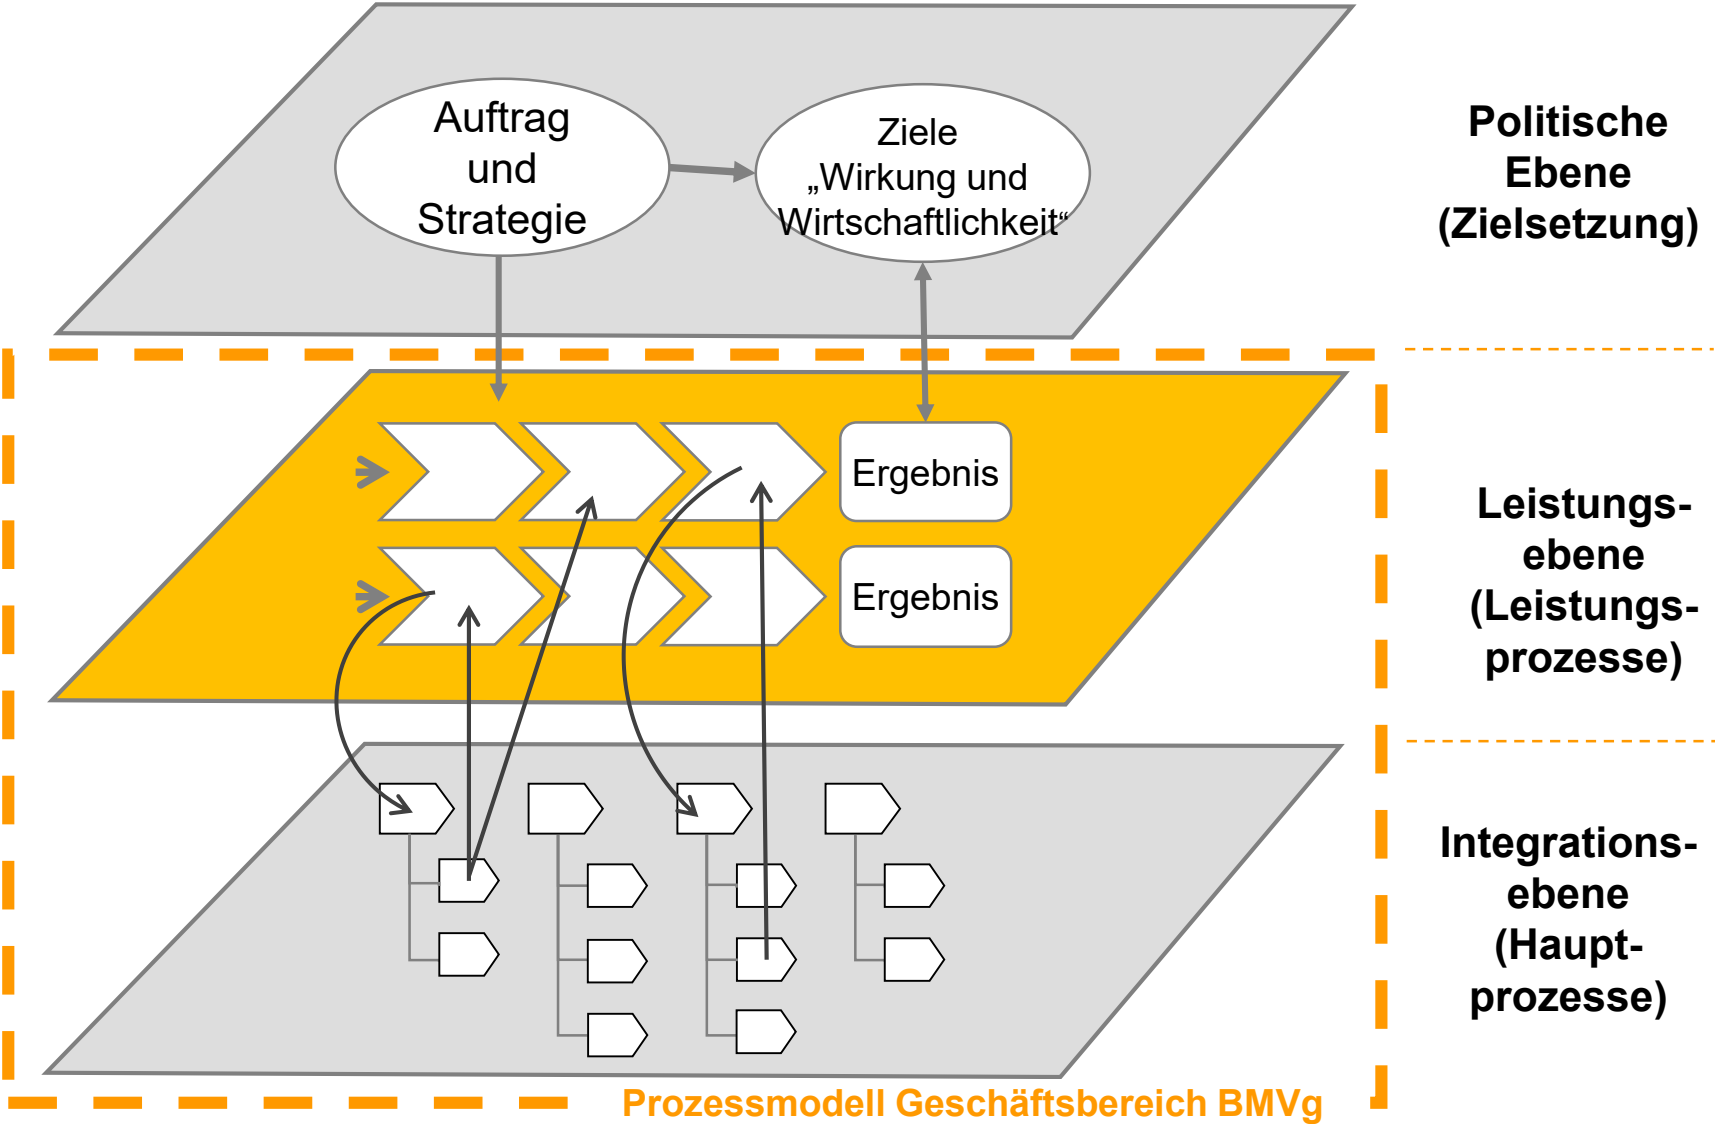 Auftrag
und
Strategie
Ziele
„Wirkung und
Wirtschaftlichkeit“
Politische
Ebene
(Zielsetzung)
Ergebnis
Ergebnis
Leistungs-
ebene
(Leistungs-
prozesse)
Integrations-
ebene
(Haupt-
prozesse)
Prozessmodell Geschäftsbereich BMVg